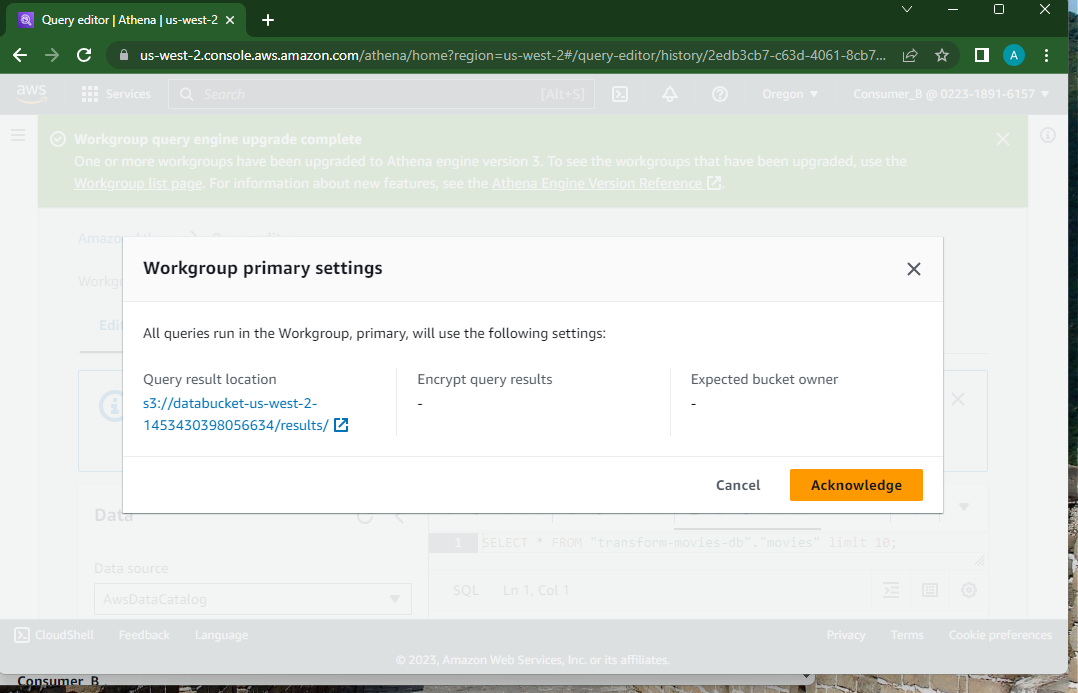 Query editor | Athena | us-west-2
us-west-2.console.aws.amazon.com/athena/home?region=us-west-2#/query-editor/history/2edb3cb7-c63d-4061-8cb7...
A
aws
Services
Search
[Alt+S]
Oregon
Consumer_B @ 0223-1891-6157
Workgroup query engine upgrade complete
One or more workgroups have been upgraded to Athena engine version 3. To see the workgroups that have been upgraded, use the
Workgroup list page. For information about new features, see the Athena Engine Version Reference.
Workgroup primary settings
All queries run in the Workgroup, primary, will use the following settings:
Query result location
s3://databucket-us-west-2-
1453430398056634/results/
Encrypt query results
-
Expected bucket owner
-
Cancel
Acknowledge
Data
1 SELECT * FROM "transform-movies-db"."movies" limit 10;
Data source
AwsDataCatalog
SQL
Ln 1, Col 1
CloudShell
Feedback
Language
Privacy
Terms
Cookie preferences
© 2023, Amazon Web Services, Inc. or its affiliates.
Consumer_B